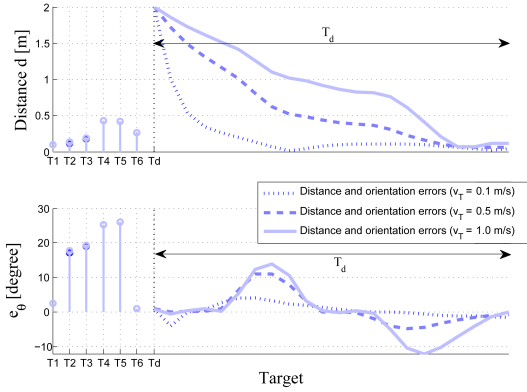 Distance d [m]
2
1.5
1
0.5
0
T_d
T1 T2 T3 T4 T5 T6 Td
e_θ [degree]
30
20
10
0
−10
Distance and orientation errors (v_T = 0.1 m/s)
Distance and orientation errors (v_T = 0.5 m/s)
Distance and orientation errors (v_T = 1.0 m/s)
T_d
T1 T2 T3 T4 T5 T6 Td
Target